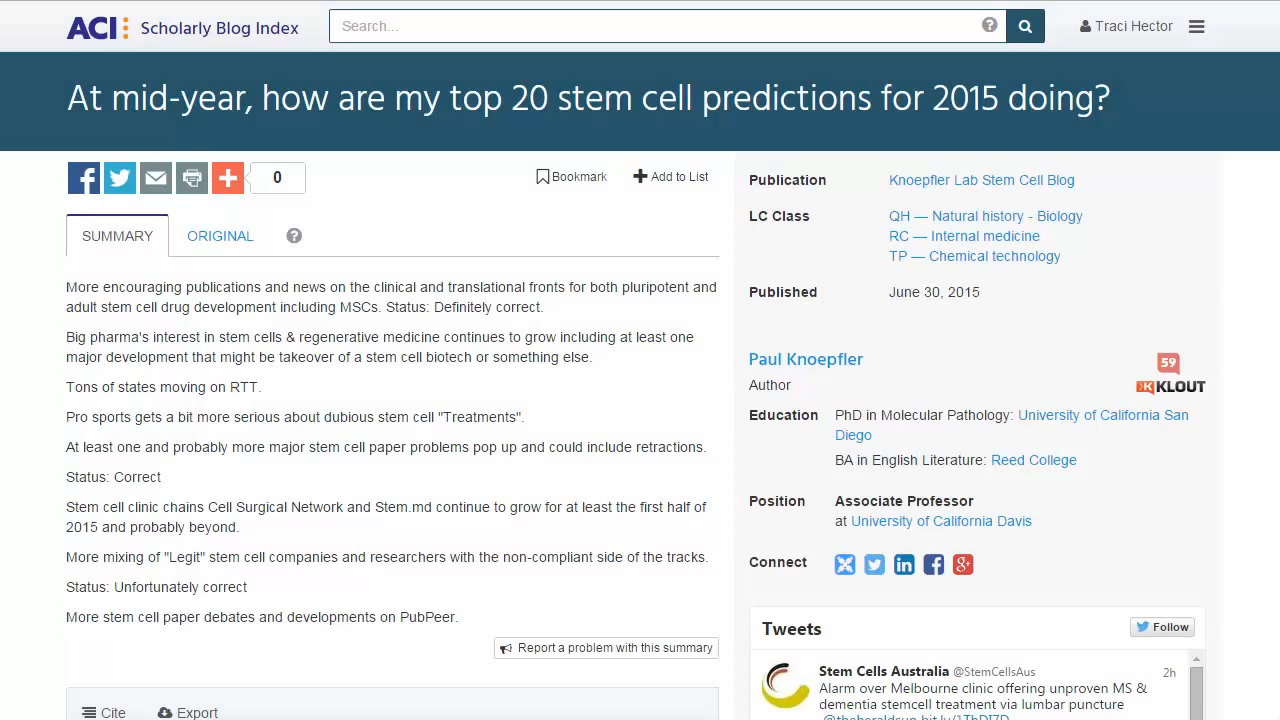 ACI Scholarly Blog Index
Search...
Traci Hector
At mid-year, how are my top 20 stem cell predictions for 2015 doing?
0
Bookmark
Add to List
SUMMARY
ORIGINAL
More encouraging publications and news on the clinical and translational fronts for both pluripotent and
adult stem cell drug development including MSCs. Status: Definitely correct.
Big pharma's interest in stem cells & regenerative medicine continues to grow including at least one
major development that might be takeover of a stem cell biotech or something else.
Tons of states moving on RTT.
Pro sports gets a bit more serious about dubious stem cell "Treatments".
At least one and probably more major stem cell paper problems pop up and could include retractions.
Status: Correct
Stem cell clinic chains Cell Surgical Network and Stem.md continue to grow for at least the first half of
2015 and probably beyond.
More mixing of "Legit" stem cell companies and researchers with the non-compliant side of the tracks.
Status: Unfortunately correct
More stem cell paper debates and developments on PubPeer.
Report a problem with this summary
Cite
Export
Publication Knoepfler Lab Stem Cell Blog
LC Class QH — Natural history - Biology
RC — Internal medicine
TP — Chemical technology
Published June 30, 2015
Paul Knoepfler
59
Author
KLOUT
Education PhD in Molecular Pathology: University of California San
Diego
BA in English Literature: Reed College
Position Associate Professor
at University of California Davis
Connect
Tweets
Follow
Stem Cells Australia @StemCellsAus 2h
Alarm over Melbourne clinic offering unproven MS &
dementia stemcell treatment via lumbar puncture